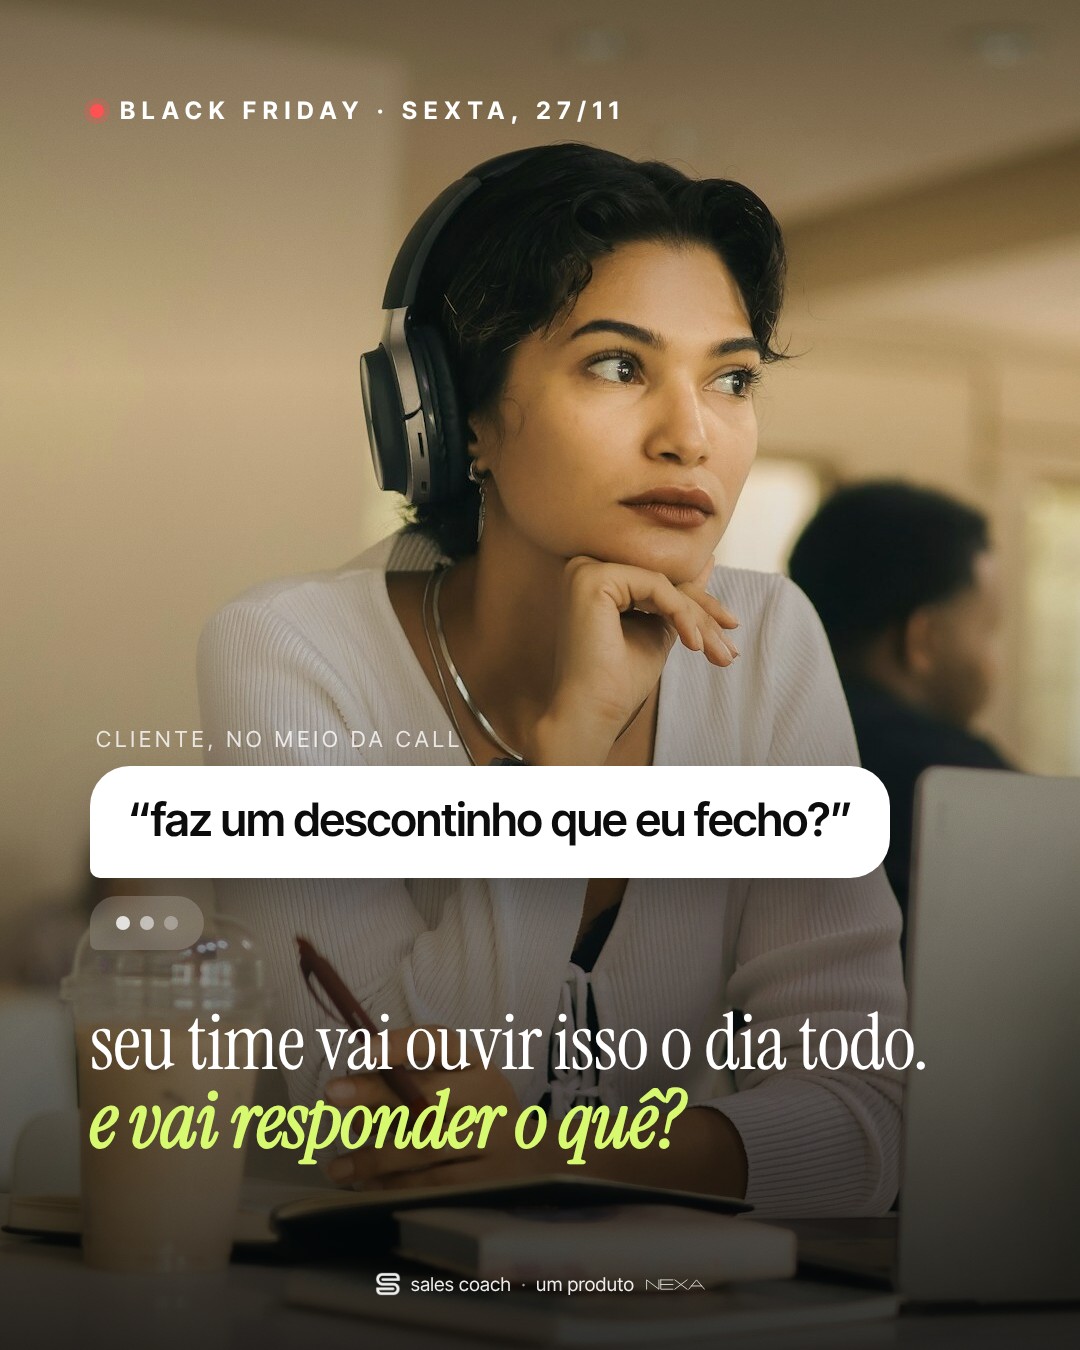 BLACK FRIDAY · SEXTA, 27/11
CLIENTE, NO MEIO DA CALL
“faz um descontinho que eu fecho?”
seu time vai ouvir isso o dia todo.
e vai responder o quê?
sales coach · um produto NEXA